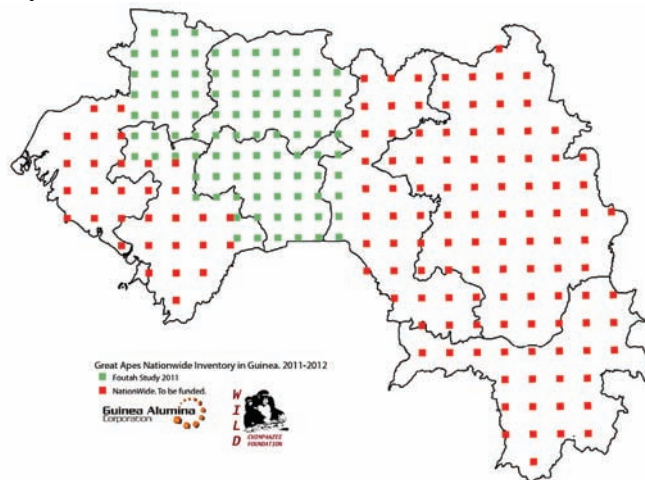 Great Apes Nationwide Inventory in Guinea. 2011-2012
Foutah Study 2011
NationWide. To be funded.
Guinea Alumina
Corporation
WILD
CHIMPANZEE
FOUNDATION